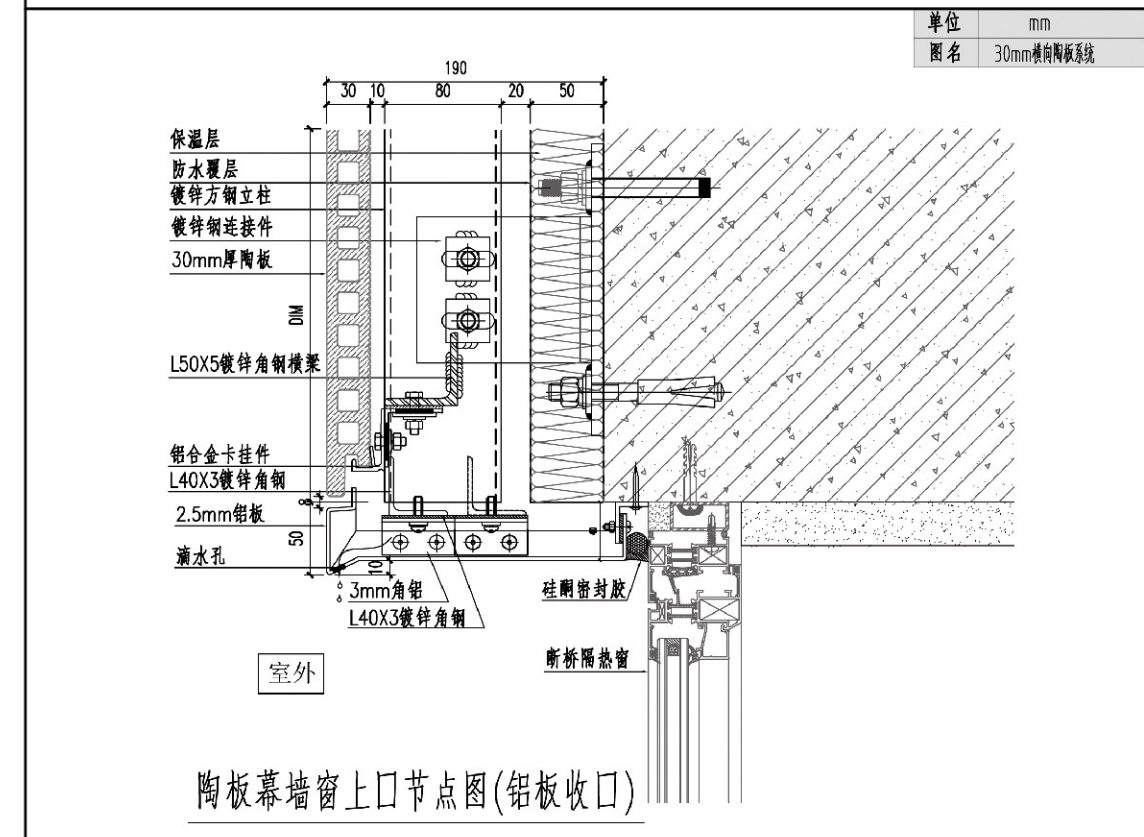 单位 mm
图名 30mm横向陶板系统
190
30 10 80 20 50
保温层
防水覆层
镀锌方钢立柱
镀锌钢连接件
30mm厚陶板
DIM
L50X5镀锌角钢横梁
铝合金卡挂件
L40X3镀锌角钢
8
2.5mm铝板
50
滴水孔
10
3mm角铝
硅酮密封胶
L40X3镀锌角钢
断桥隔热窗
室外
陶板幕墙窗上口节点图(铝板收口)